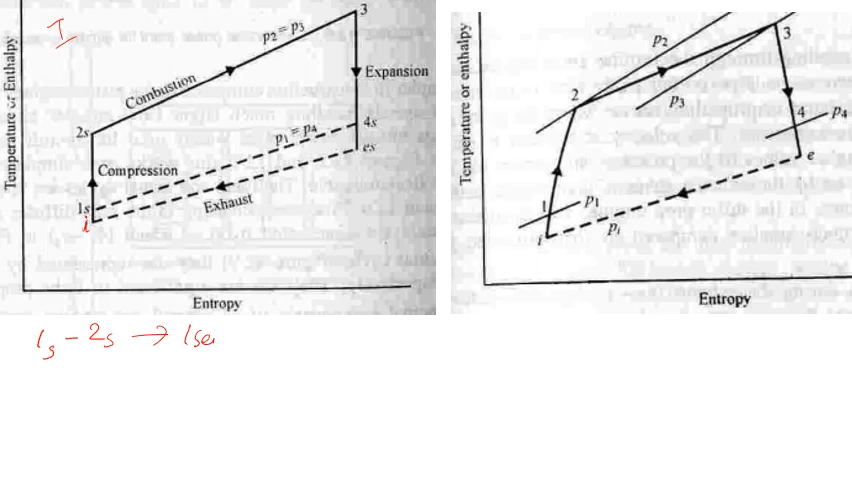 T
3
p2 = p3
Combustion
Expansion
2s
4s
p1 = p4
Compression
es
1s
i
Exhaust
Temperature or Enthalpy
Entropy
1s - 2s → Ise
p2
3
p3
2
4
p4
e
1
p1
i
pi
Temperature or enthalpy
Entropy